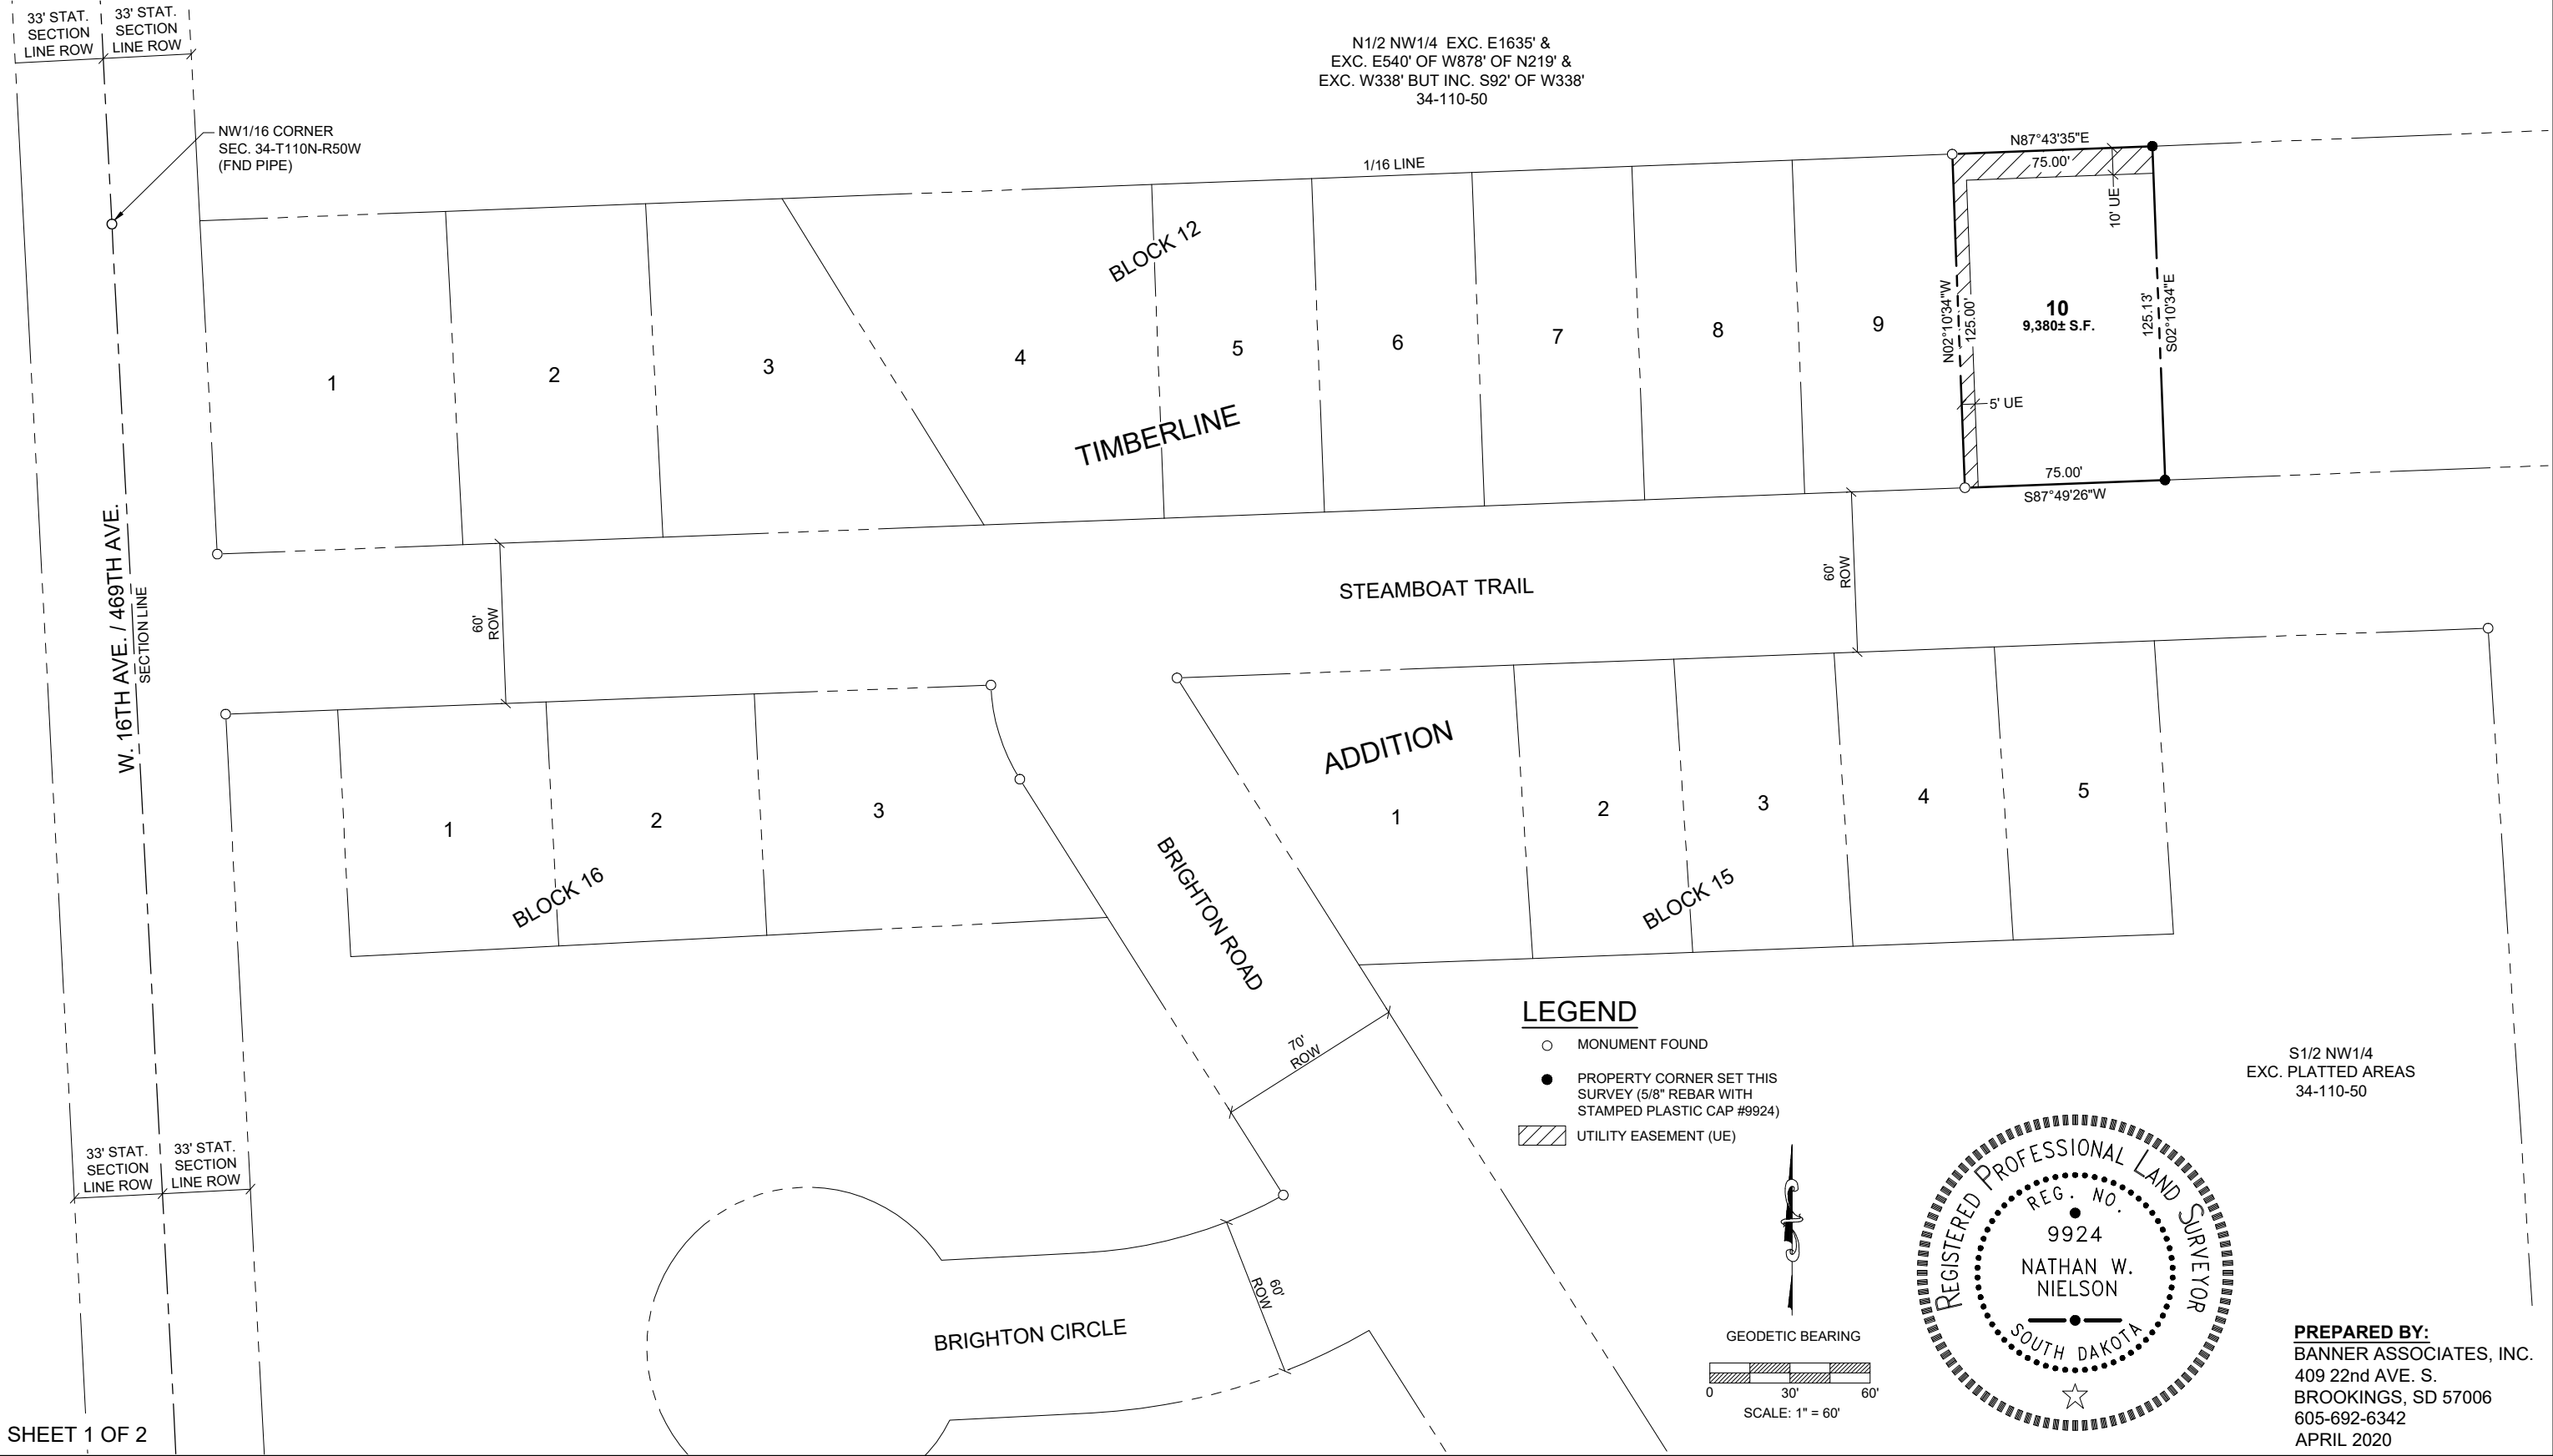 33' STAT.
SECTION
LINE ROW
33' STAT.
SECTION
LINE ROW
N1/2 NW1/4 EXC. E1635' &
EXC. E540' OF W878' OF N219' &
EXC. W338' BUT INC. S92' OF W338'
34-110-50
NW1/16 CORNER
SEC. 34-T110N-R50W
(FND PIPE)
1/16 LINE
N87°43'35"E
75.00'
10' UE
BLOCK 12
1
2
3
4
5
6
7
8
9
10
9,380± S.F.
N02°10'34"W
125.00'
125.13'
S02°10'34"E
5' UE
75.00'
S87°49'26"W
TIMBERLINE
W. 16TH AVE. / 469TH AVE.
SECTION LINE
60'
ROW
STEAMBOAT TRAIL
60'
ROW
ADDITION
1
2
3
BLOCK 16
BRIGHTON ROAD
1
2
3
4
5
BLOCK 15
70'
ROW
LEGEND
MONUMENT FOUND
PROPERTY CORNER SET THIS
SURVEY (5/8" REBAR WITH
STAMPED PLASTIC CAP #9924)
UTILITY EASEMENT (UE)
S1/2 NW1/4
EXC. PLATTED AREAS
34-110-50
33' STAT.
SECTION
LINE ROW
33' STAT.
SECTION
LINE ROW
60'
ROW
BRIGHTON CIRCLE
GEODETIC BEARING
0 30' 60'
SCALE: 1" = 60'
REGISTERED PROFESSIONAL LAND SURVEYOR
REG. NO.
9924
NATHAN W.
NIELSON
SOUTH DAKOTA
PREPARED BY:
BANNER ASSOCIATES, INC.
409 22nd AVE. S.
BROOKINGS, SD 57006
605-692-6342
APRIL 2020
SHEET 1 OF 2